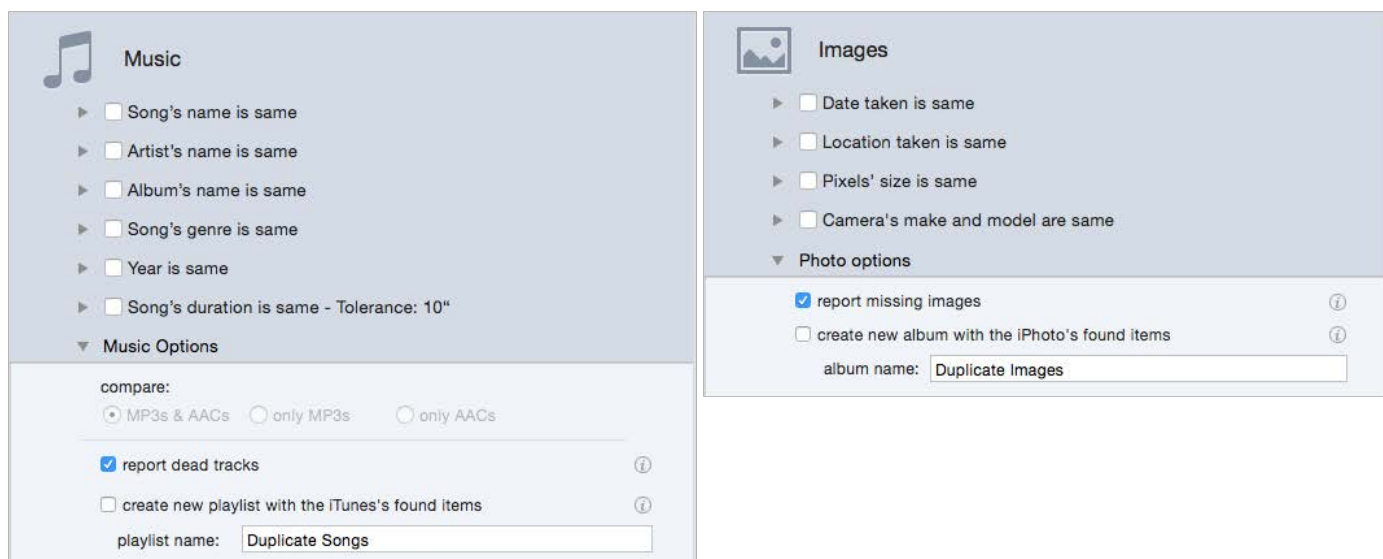 Music
Song’s name is same
Artist's name is same
Album’s name is same
Song’s genre is same
Year is same
Song’s duration is same - Tolerance: 10“
Music Options
compare:
MP3s & AACs only MP3s only AACs
report dead tracks
create new playlist with the iTunes's found items
playlist name: Duplicate Songs
Images
Date taken is same
Location taken is same
Pixels’ size is same
Camera's make and model are same
Photo options
report missing images
create new album with the iPhoto's found items
album name: Duplicate Images